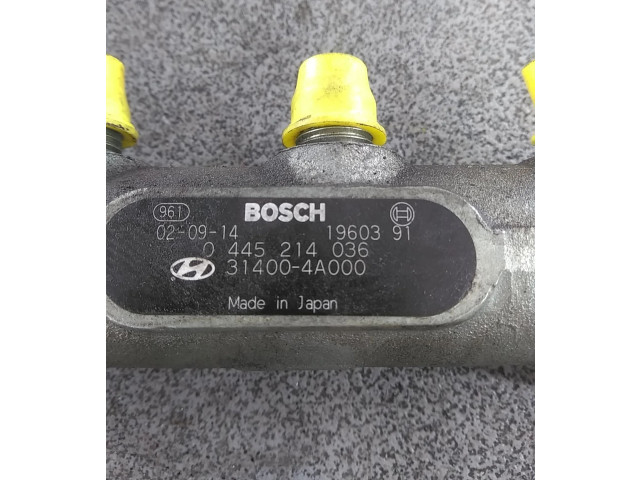 961 BOSCH
02-09-14 19603 91
0 445 214 036
31400-4A000
Made in Japan